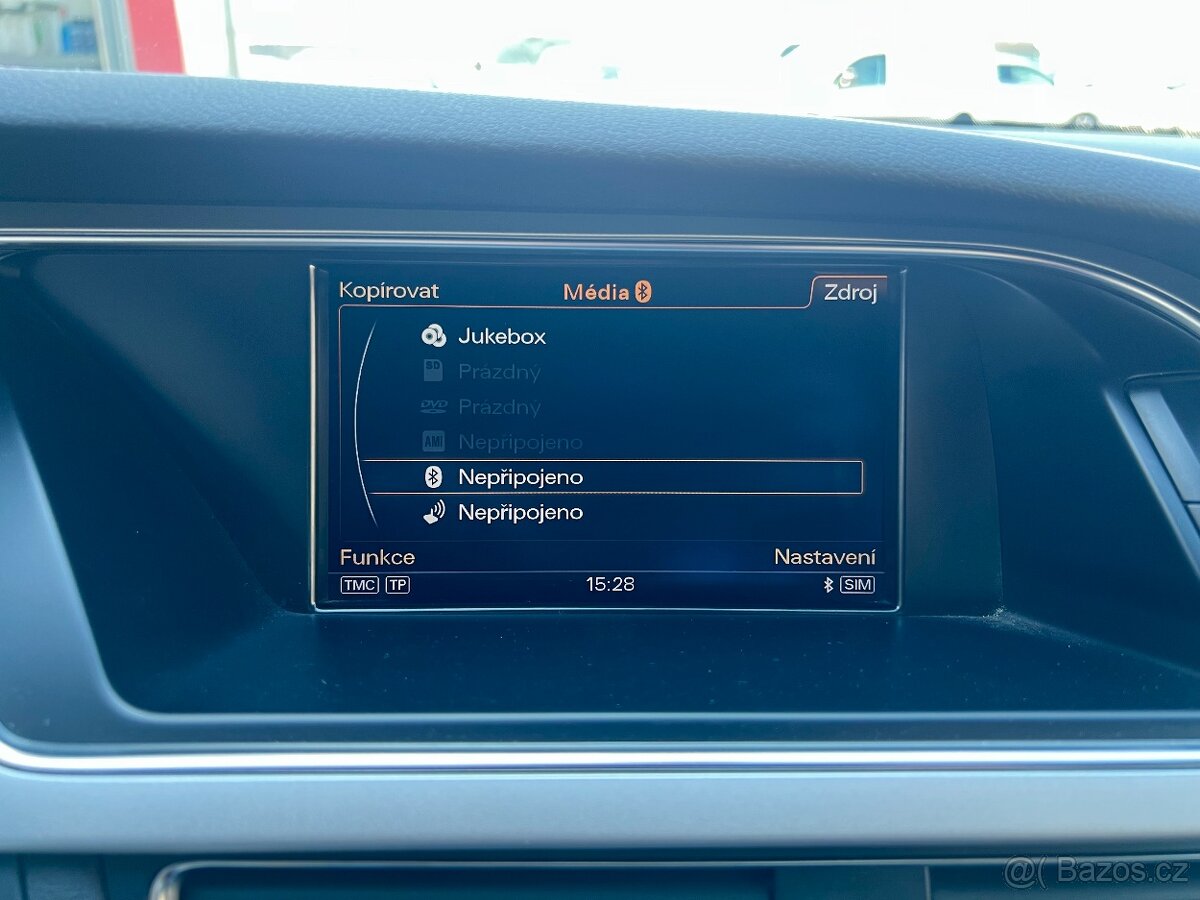 Kopírovat Média Zdroj
Jukebox
SD Prázdný
DVD Prázdný
AMI Nepřipojeno
Nepřipojeno
Nepřipojeno
Funkce Nastavení
TMC TP 15:28 SIM
@( Bazos.cz